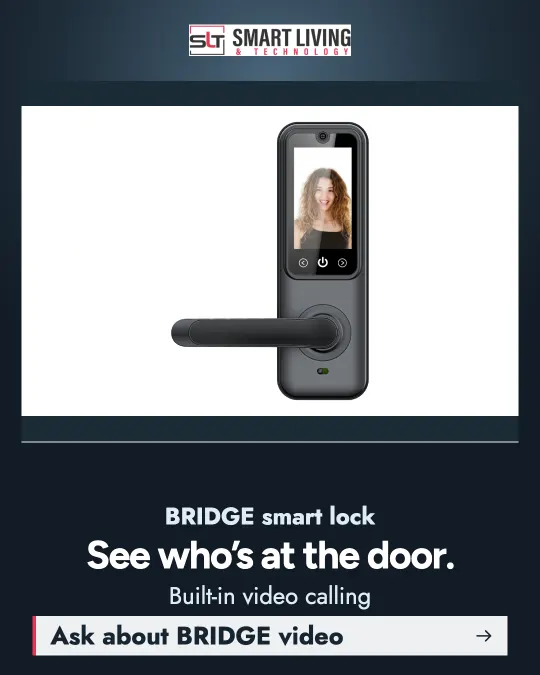 SLT SMART LIVING
& TECHNOLOGY
BRIDGE smart lock
See who's at the door.
Built-in video calling
Ask about BRIDGE video →